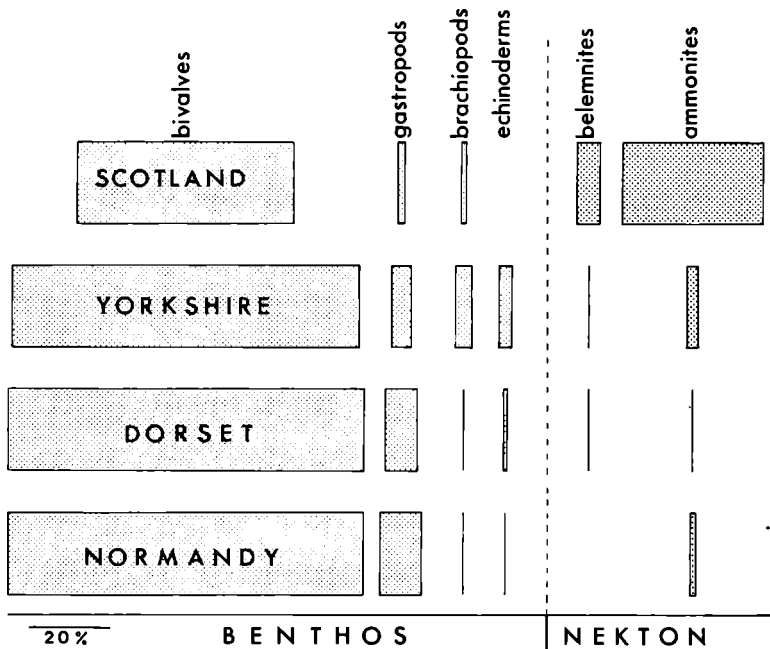 bivalves
gastropods
brachiopods
echinoderms
belemnites
ammonites
SCOTLAND
YORKSHIRE
DORSET
NORMANDY
20%
BENTHOS
NEKTON